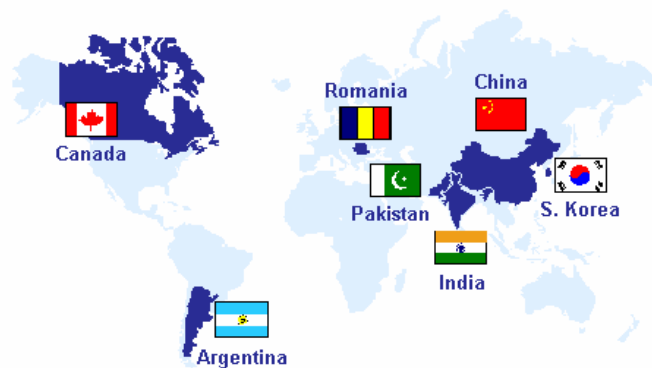 China
Romania
Canada
Pakistan
S. Korea
India
Argentina